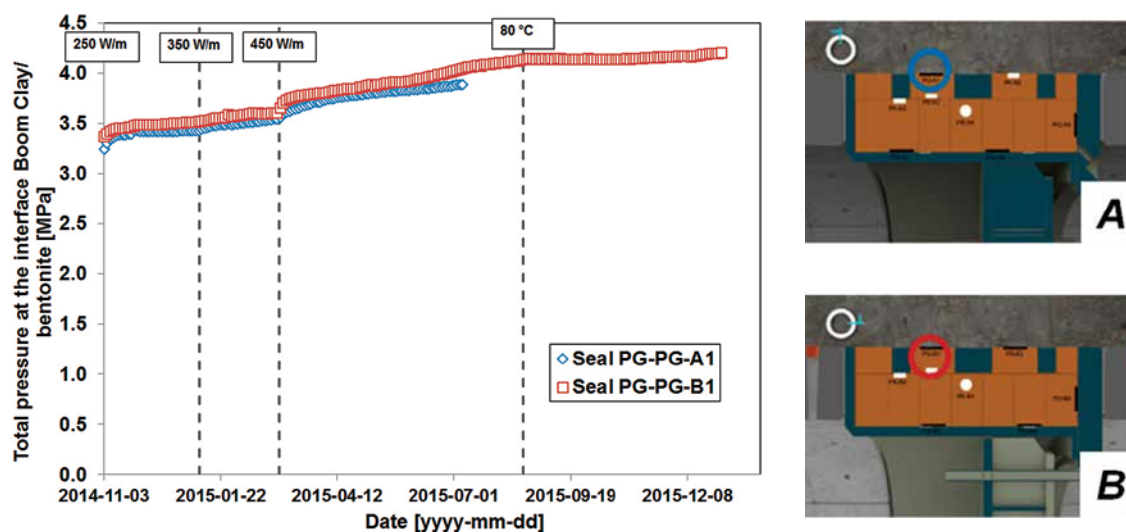 4.5
4.0
3.5
3.0
2.5
2.0
1.5
1.0
0.5
0.0
Total pressure at the interface Boom Clay/
bentonite [MPa]
250 W/m
350 W/m
450 W/m
80 °C
Seal PG-PG-A1
Seal PG-PG-B1
2014-11-03
2015-01-22
2015-04-12
2015-07-01
2015-09-19
2015-12-08
Date [yyyy-mm-dd]
A
B